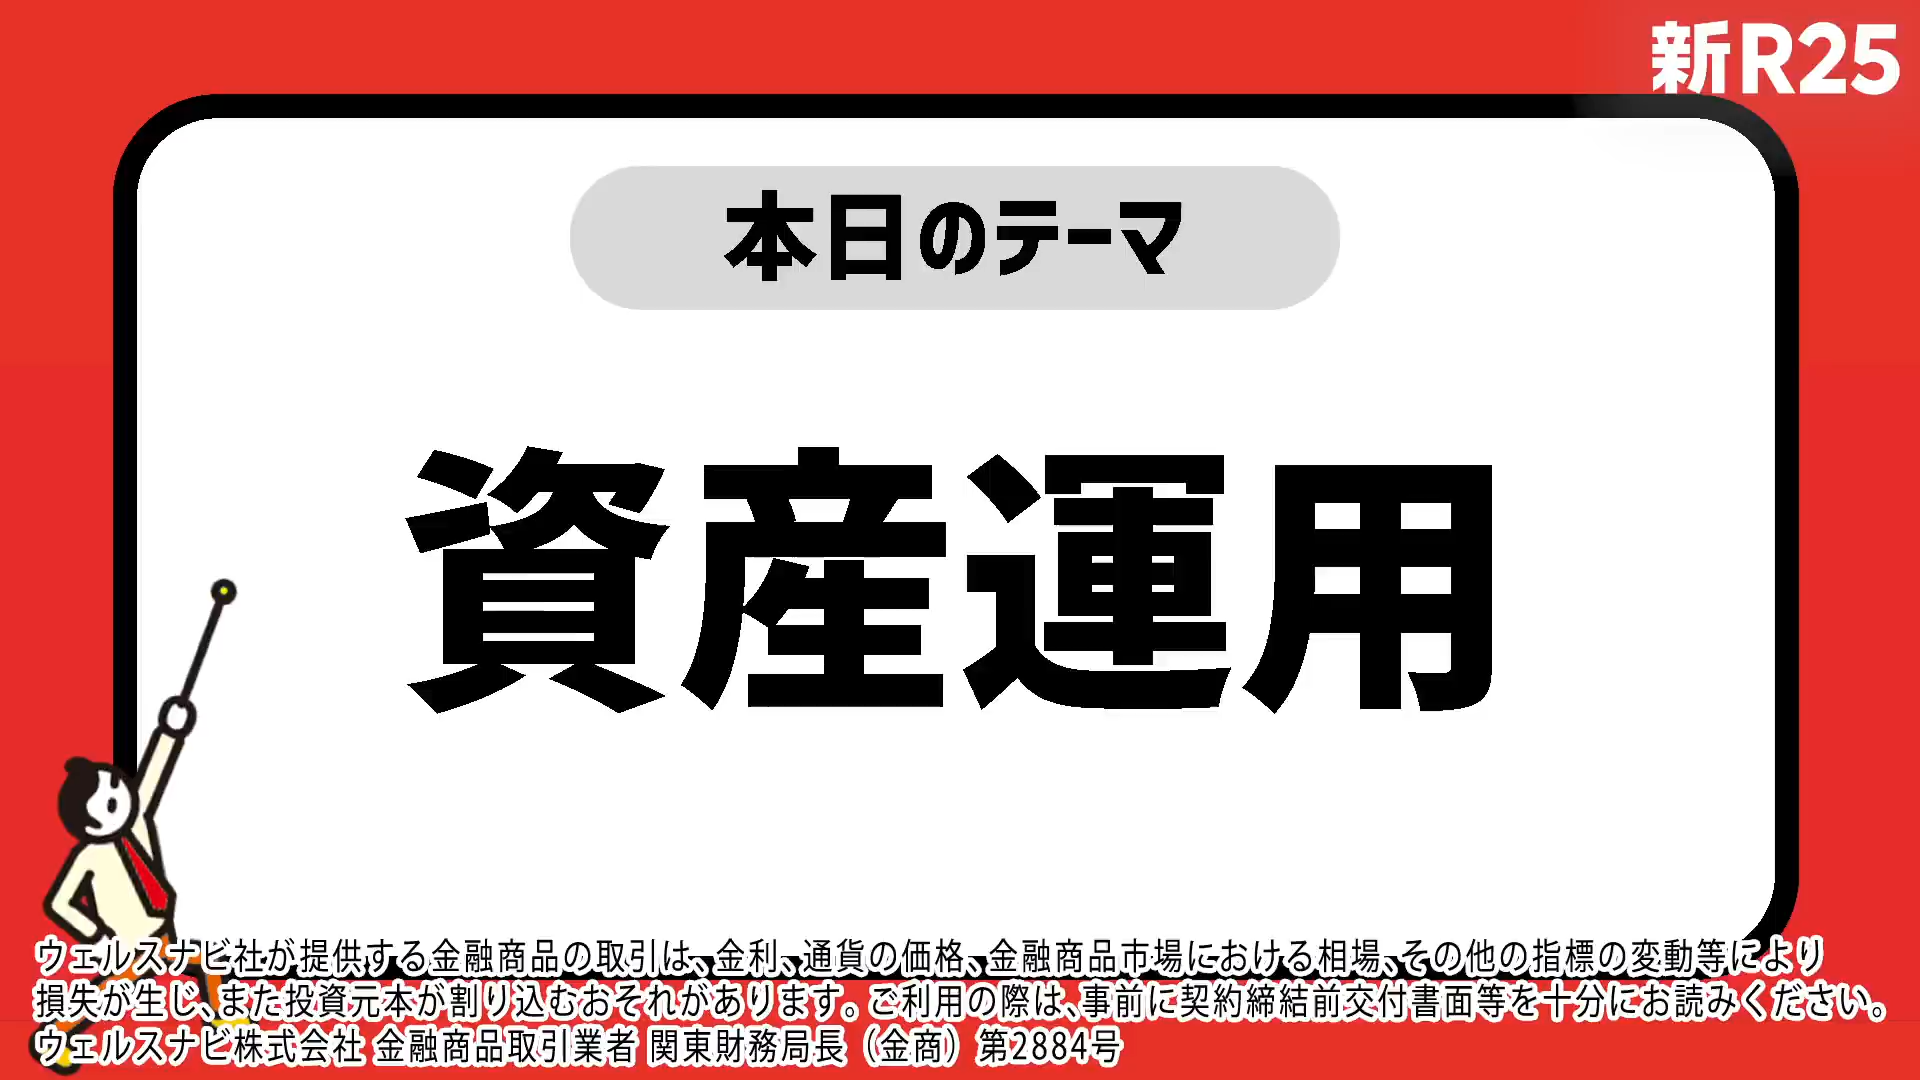 新R25
本日のテーマ
資産運用
ウェルスナビ社が提供する金融商品の取引は、金利、通貨の価格、金融商品市場における相場、その他の指標の変動等により
損失が生じ、また投資元本が割り込むおそれがあります。ご利用の際は、事前に契約締結前交付書面等を十分にお読みください。
ウェルスナビ株式会社 金融商品取引業者 関東財務局長（金商）第2884号